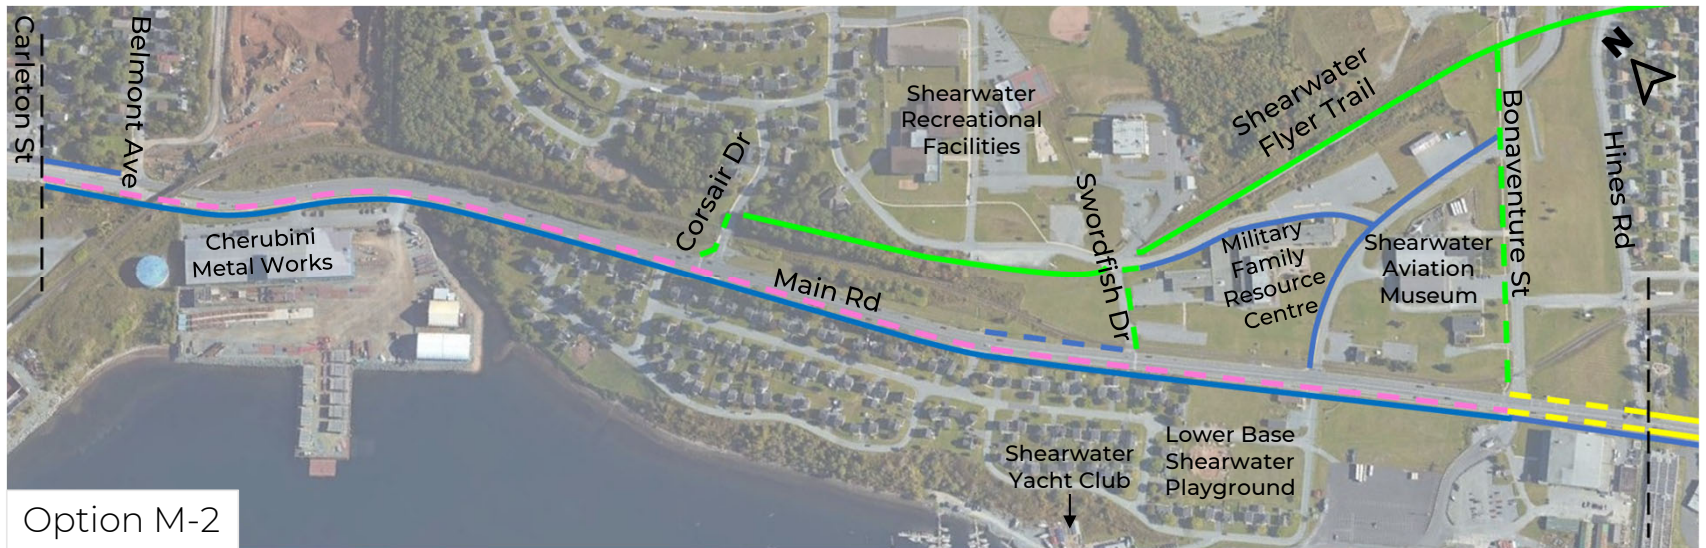 Carleton St
Belmont Ave
Cherubini
Metal Works
Corsair Dr
Main Rd
Shearwater
Recreational
Facilities
Swordfish Dr
Shearwater
Flyer Trail
Military
Family
Resource
Centre
Shearwater
Aviation
Museum
Bonaventure St
Hines Rd
N
Shearwater
Yacht Club
Lower Base
Shearwater
Playground
Option M-2